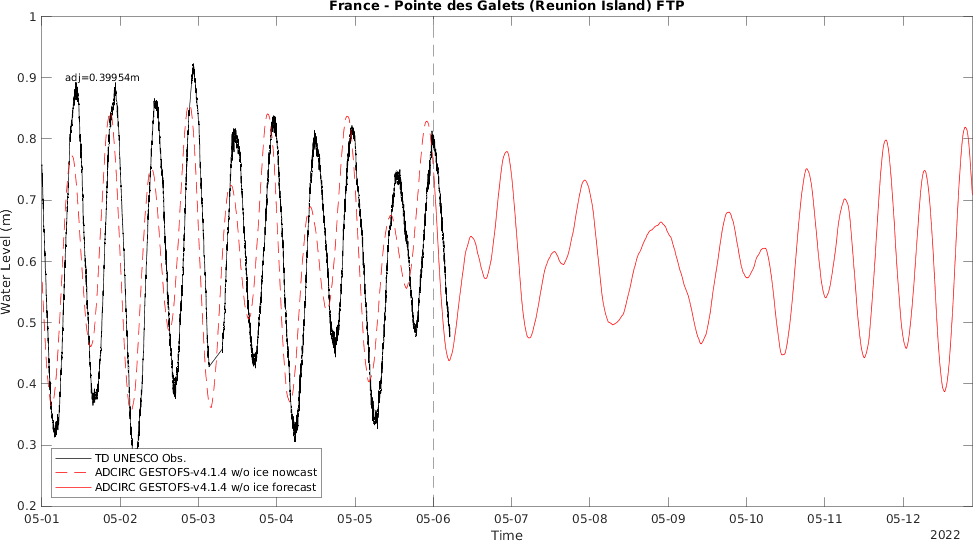 France - Pointe des Galets (Reunion Island) FTP
1
0.9
0.8
0.7
0.6
0.5
0.4
0.3
0.2
Water Level (m)
adj=0.39954m
TD UNESCO Obs.
ADCIRC GESTOFS-v4.1.4 w/o ice nowcast
ADCIRC GESTOFS-v4.1.4 w/o ice forecast
05-01 05-02 05-03 05-04 05-05 05-06 05-07 05-08 05-09 05-10 05-11 05-12
Time
2022